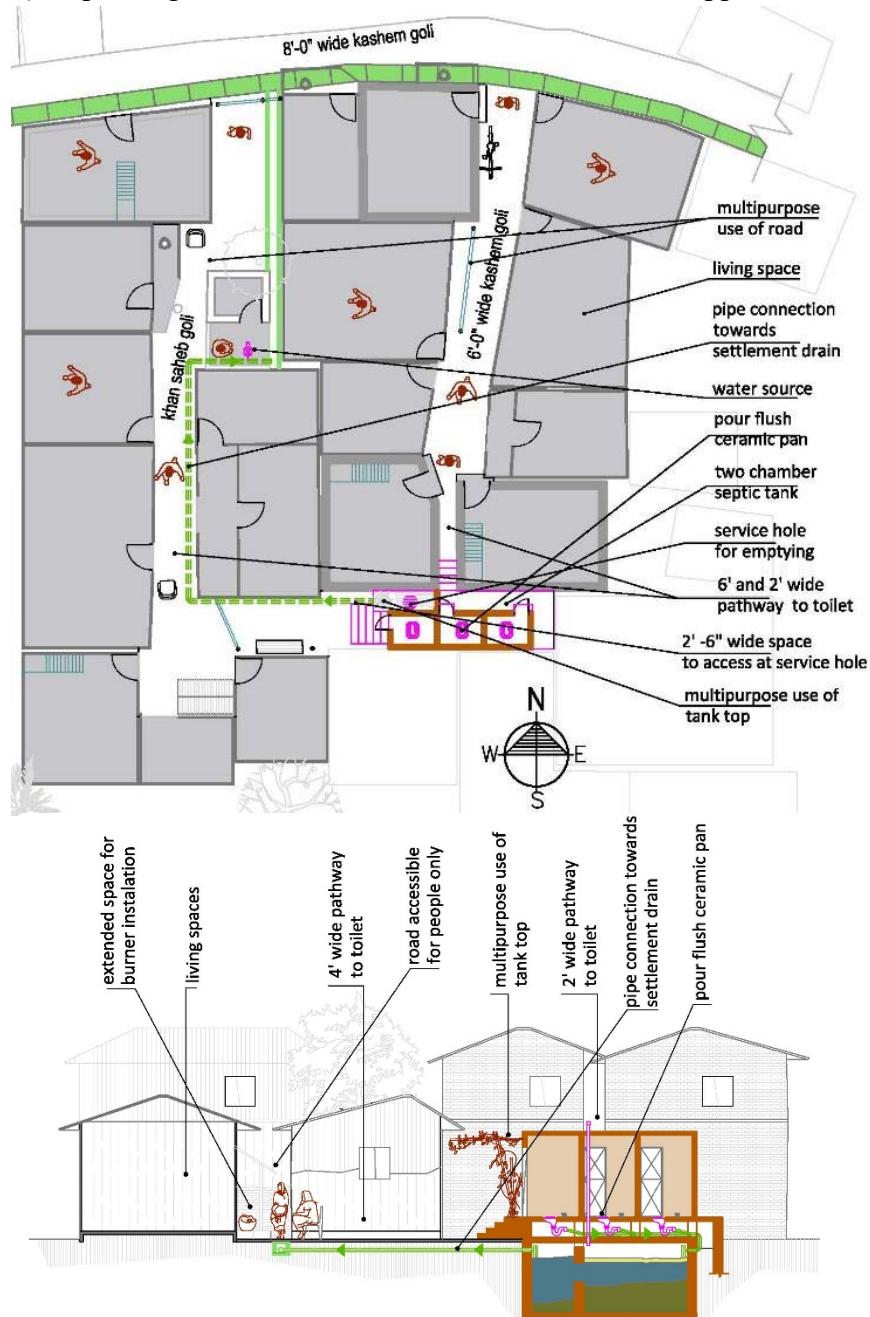 8'-0" wide kashem goli
multipurpose
use of road
living space
6'-0" wide kashem goli
pipe connection
towards
settlement drain
khan saheb goli
water source
pour flush
ceramic pan
two chamber
septic tank
service hole
for emptying
6' and 2' wide
pathway to toilet
2' -6" wide space
to access at service hole
multipurpose use of
tank top
N
W
E
S
extended space for
burner instalation
living spaces
4' wide pathway
to toilet
road accessible
for people only
multipurpose use of
tank top
2' wide pathway
to toilet
pipe connection towards
settlement drain
pour flush ceramic pan